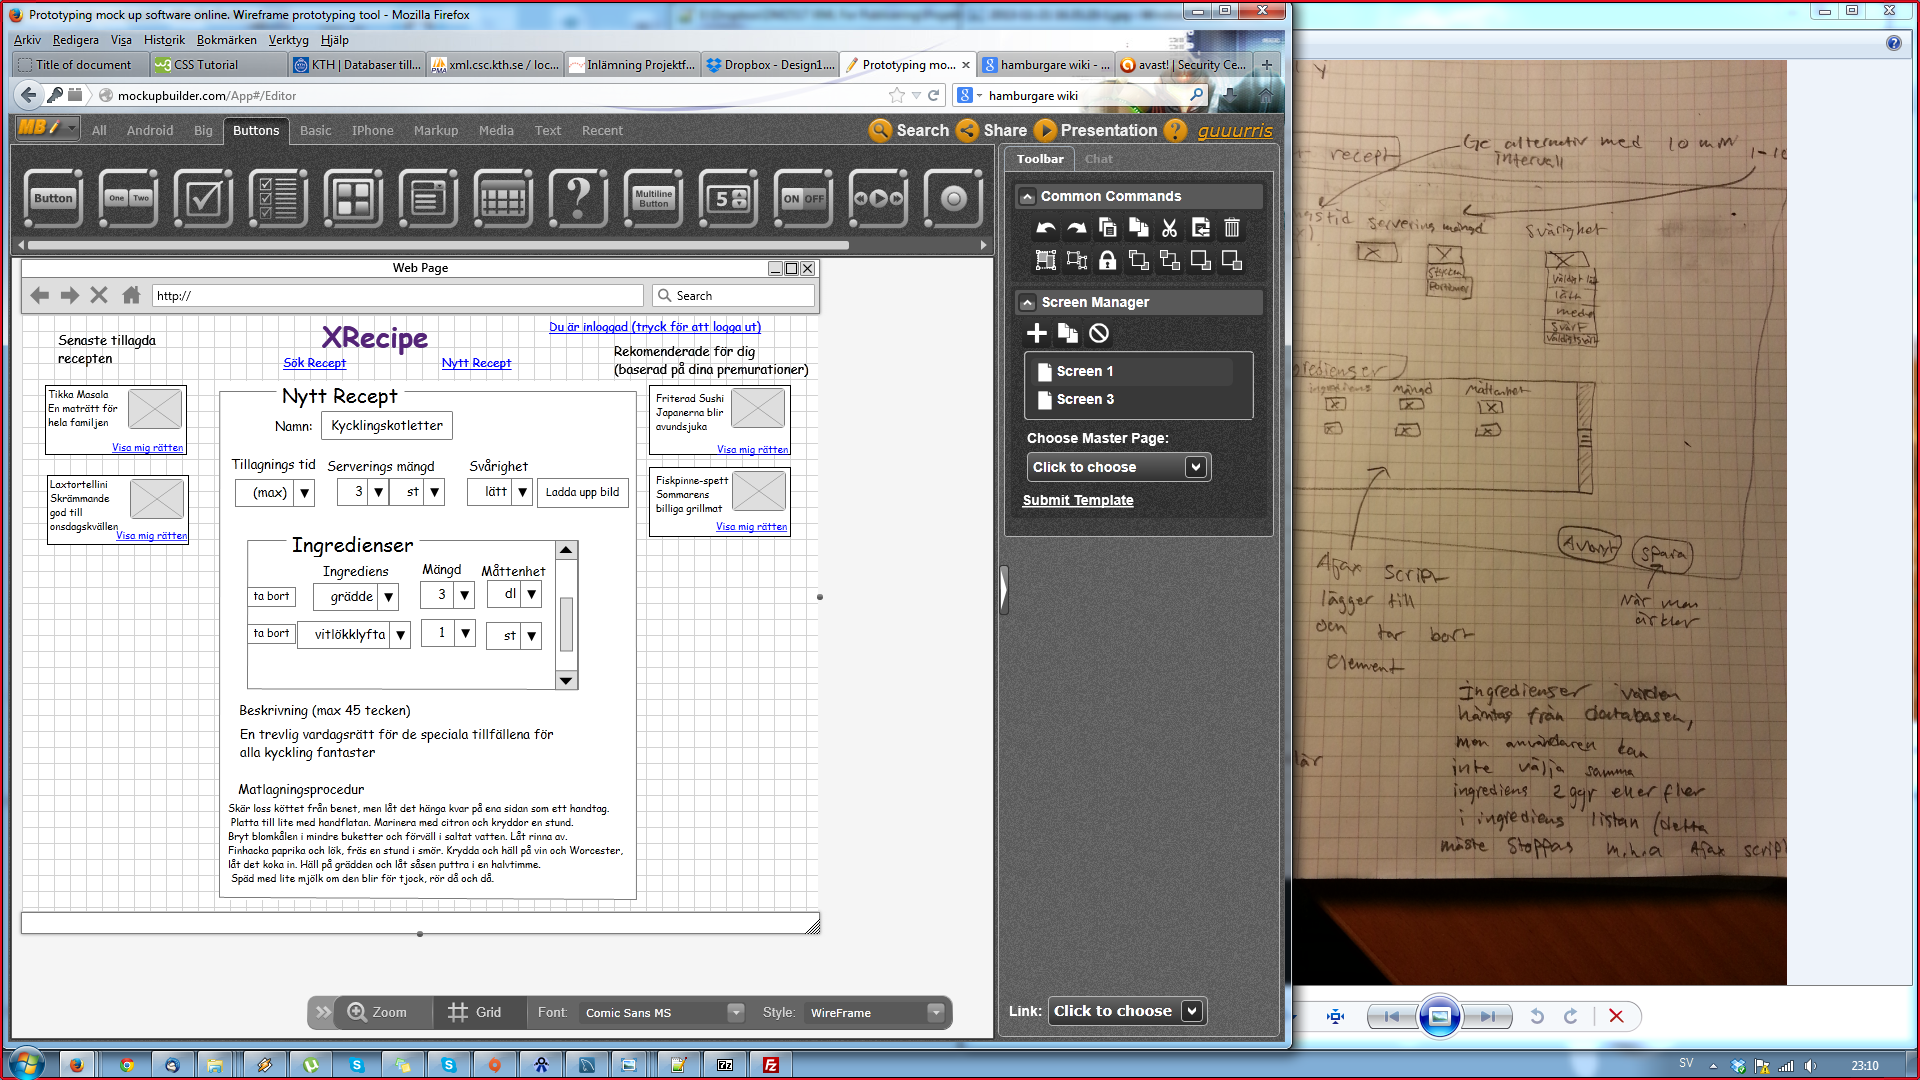 Prototyping mock up software online. Wireframe prototyping tool - Mozilla Firefox
Arkiv Redigera Visa Historik Bokmärken Verktyg Hjälp
Title of document
CSS Tutorial
KTH | Databaser till...
xml.csc.kth.se / loc...
Inlämning Projektf...
Dropbox - Design1....
Prototyping mo...
hamburgare wiki - ...
avast! | Security Ce...
mockupbuilder.com/App#/Editor
hamburgare wiki
MB
All Android Big Buttons Basic IPhone Markup Media Text Recent
Search Share Presentation ? guuurris
Button
One Two
?
Multiline Button
5
ON OFF
Web Page
http://
Search
Senaste tillagda
recepten
XRecipe
Sök Recept
Nytt Recept
Du är inloggad (tryck för att logga ut)
Rekomenderade för dig
(baserad på dina premurationer)
Tikka Masala
En maträtt för
hela familjen
Visa mig rätten
Laxtortellini
Skrämmande
god till
onsdagskvällen
Visa mig rätten
Nytt Recept
Namn: Kycklingskotletter
Tillagnings tid Serverings mängd Svårighet
(max) 3 st lätt Ladda upp bild
Ingredienser
Ingrediens Mängd Måttenhet
ta bort grädde 3 dl
ta bort vitlökklyfta 1 st
Beskrivning (max 45 tecken)
En trevlig vardagsrätt för de speciala tillfällena för
alla kyckling fantaster
Matlagningsprocedur
Skär loss köttet från benet, men låt det hänga kvar på ena sidan som ett handtag.
Platta till lite med handflatan. Marinera med citron och kryddor en stund.
Bryt blomkålen i mindre buketter och förväll i saltat vatten. Låt rinna av.
Finhacka paprika och lök, fräs en stund i smör. Krydda och häll på vin och Worcester,
låt det koka in. Häll på grädden och låt såsen puttra i en halvtimme.
Späd med lite mjölk om den blir för tjock, rör då och då.
Friterad Sushi
Japanerna blir
avundsjuka
Visa mig rätten
Fiskpinne-spett
Sommarens
billiga grillmat
Visa mig rätten
Zoom Grid Font: Comic Sans MS Style: WireFrame
Toolbar Chat
Common Commands
Screen Manager
Screen 1
Screen 3
Choose Master Page:
Click to choose
Submit Template
Link: Click to choose
recept
Ge alternativ med 10 min
intervall
servering mängd
Svårighet
stycken
Portioner
lätt
medel
svårt
ingrediens mängd måttenhet
Avbryt
Spara
Ajax script
lägger till
och tar bort
element
När man
är klar
Ingredienser värden
hämtas från databasen,
men användaren kan
inte välja samma
ingrediens 2 ggr eller fler
i ingrediens listan (detta
måste stoppas m.h.a Ajax script
SV
23:10